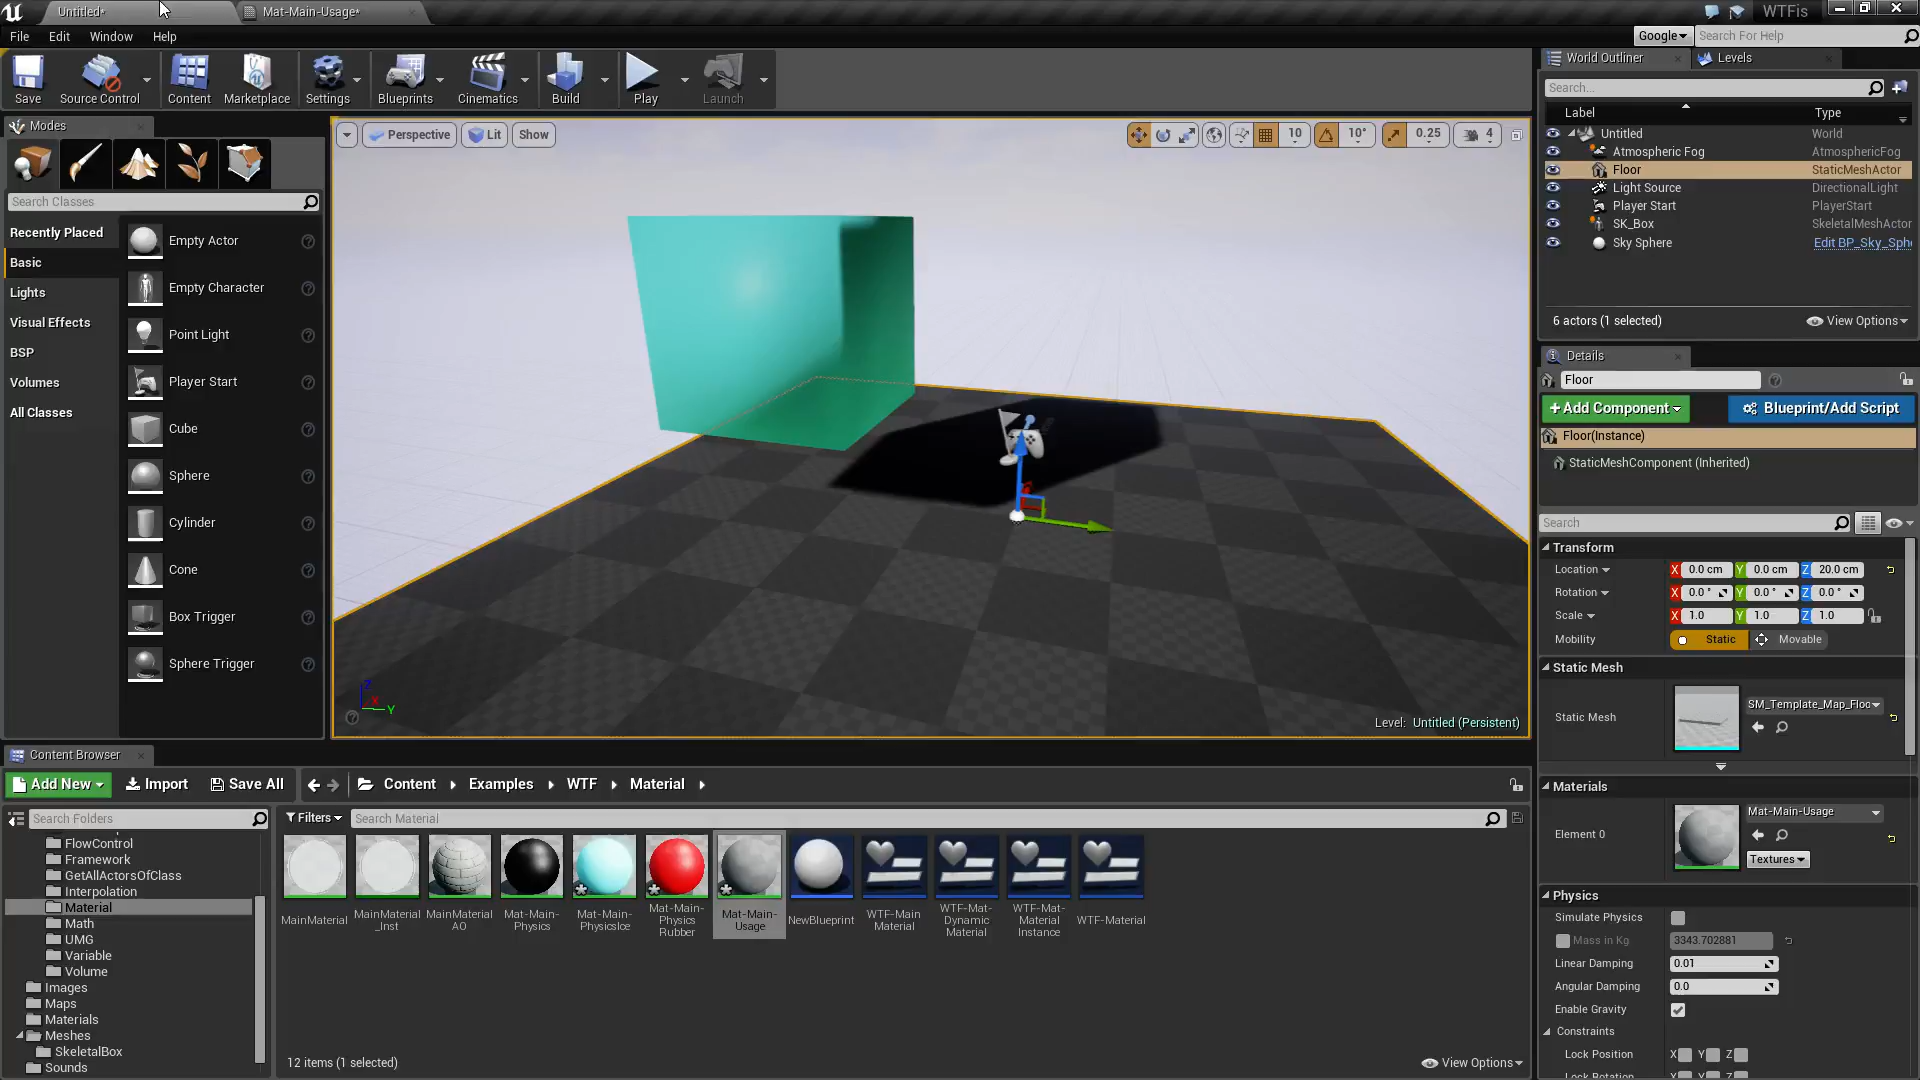 Untitled*
Mat-Main-Usage*
WTFis
File
Edit
Window
Help
Google
Search For Help
Save
Source Control
Content
Marketplace
Settings
Blueprints
Cinematics
Build
Play
Launch
Modes
Search Classes
Recently Placed
Basic
Lights
Visual Effects
BSP
Volumes
All Classes
Empty Actor
Empty Character
Point Light
Player Start
Cube
Sphere
Cylinder
Cone
Box Trigger
Sphere Trigger
Perspective
Lit
Show
10
10°
0.25
4
Z
X
Y
Level: Untitled (Persistent)
World Outliner
Levels
Search...
Label
Type
Untitled
World
Atmospheric Fog
AtmosphericFog
Floor
StaticMeshActor
Light Source
DirectionalLight
Player Start
PlayerStart
SK_Box
SkeletalMeshActor
Sky Sphere
Edit BP_Sky_Sph
6 actors (1 selected)
View Options
Details
Floor
+Add Component
Blueprint/Add Script
Floor(Instance)
StaticMeshComponent (Inherited)
Search
Transform
Location
X 0.0 cm Y 0.0 cm Z 20.0 cm
Rotation
X 0.0 ° Y 0.0 ° Z 0.0 °
Scale
X 1.0 Y 1.0 Z 1.0
Mobility
Static
Movable
Static Mesh
Static Mesh
SM_Template_Map_Floo
Materials
Element 0
Mat-Main-Usage
Textures
Physics
Simulate Physics
Mass in Kg
3343.702881
Linear Damping
0.01
Angular Damping
0.0
Enable Gravity
Constraints
Lock Position
X Y Z
Lock Rotation
X Y Z
Content Browser
Add New
Import
Save All
Content
Examples
WTF
Material
Search Folders
Filters
Search Material
FlowControl
Framework
GetAllActorsOfClass
Interpolation
Material
Math
UMG
Variable
Volume
Images
Maps
Materials
Meshes
SkeletalBox
Sounds
MainMaterial
MainMaterial
_Inst
MainMaterial
AO
Mat-Main-
Physics
Mat-Main-
PhysicsIce
Mat-Main-
Physics
Rubber
Mat-Main-
Usage
NewBlueprint
WTF-Main
Material
WTF-Mat-
Dynamic
Material
WTF-Mat-
Material
Instance
WTF-Material
12 items (1 selected)
View Options